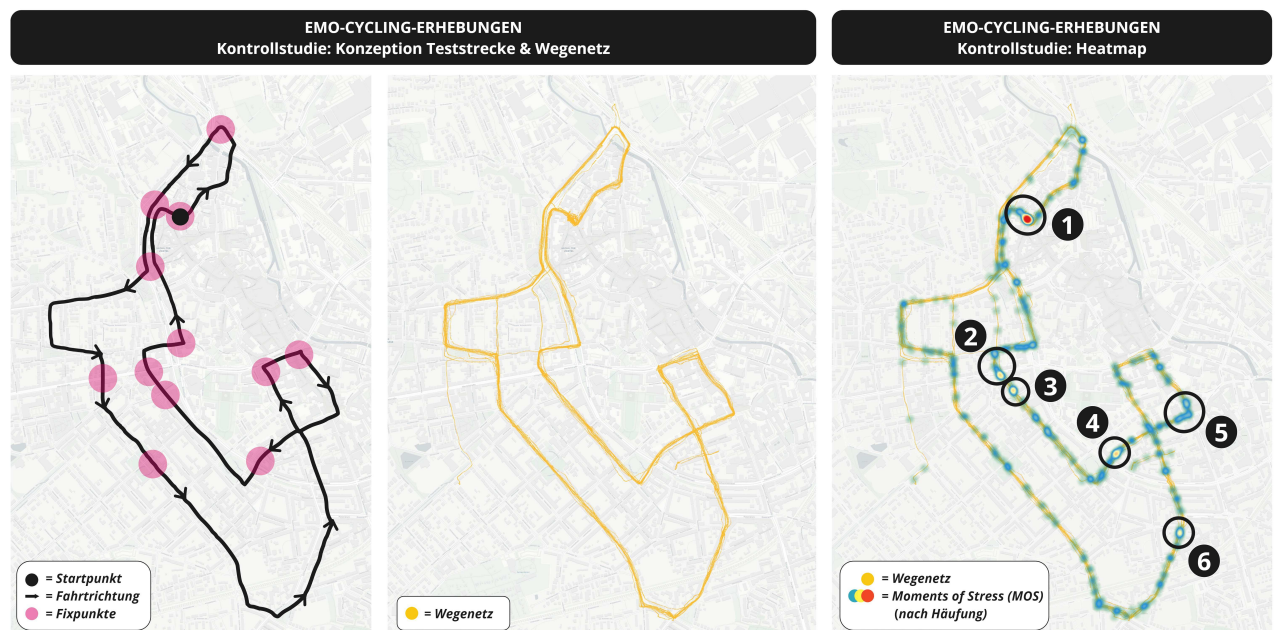 EMO-CYCLING-ERHEBUNGEN
Kontrollstudie: Konzeption Teststrecke & Wegenetz
= Startpunkt
= Fahrtrichtung
= Fixpunkte
= Wegenetz
EMO-CYCLING-ERHEBUNGEN
Kontrollstudie: Heatmap
1
2
3
4
5
6
= Wegenetz
= Moments of Stress (MOS)
(nach Häufung)